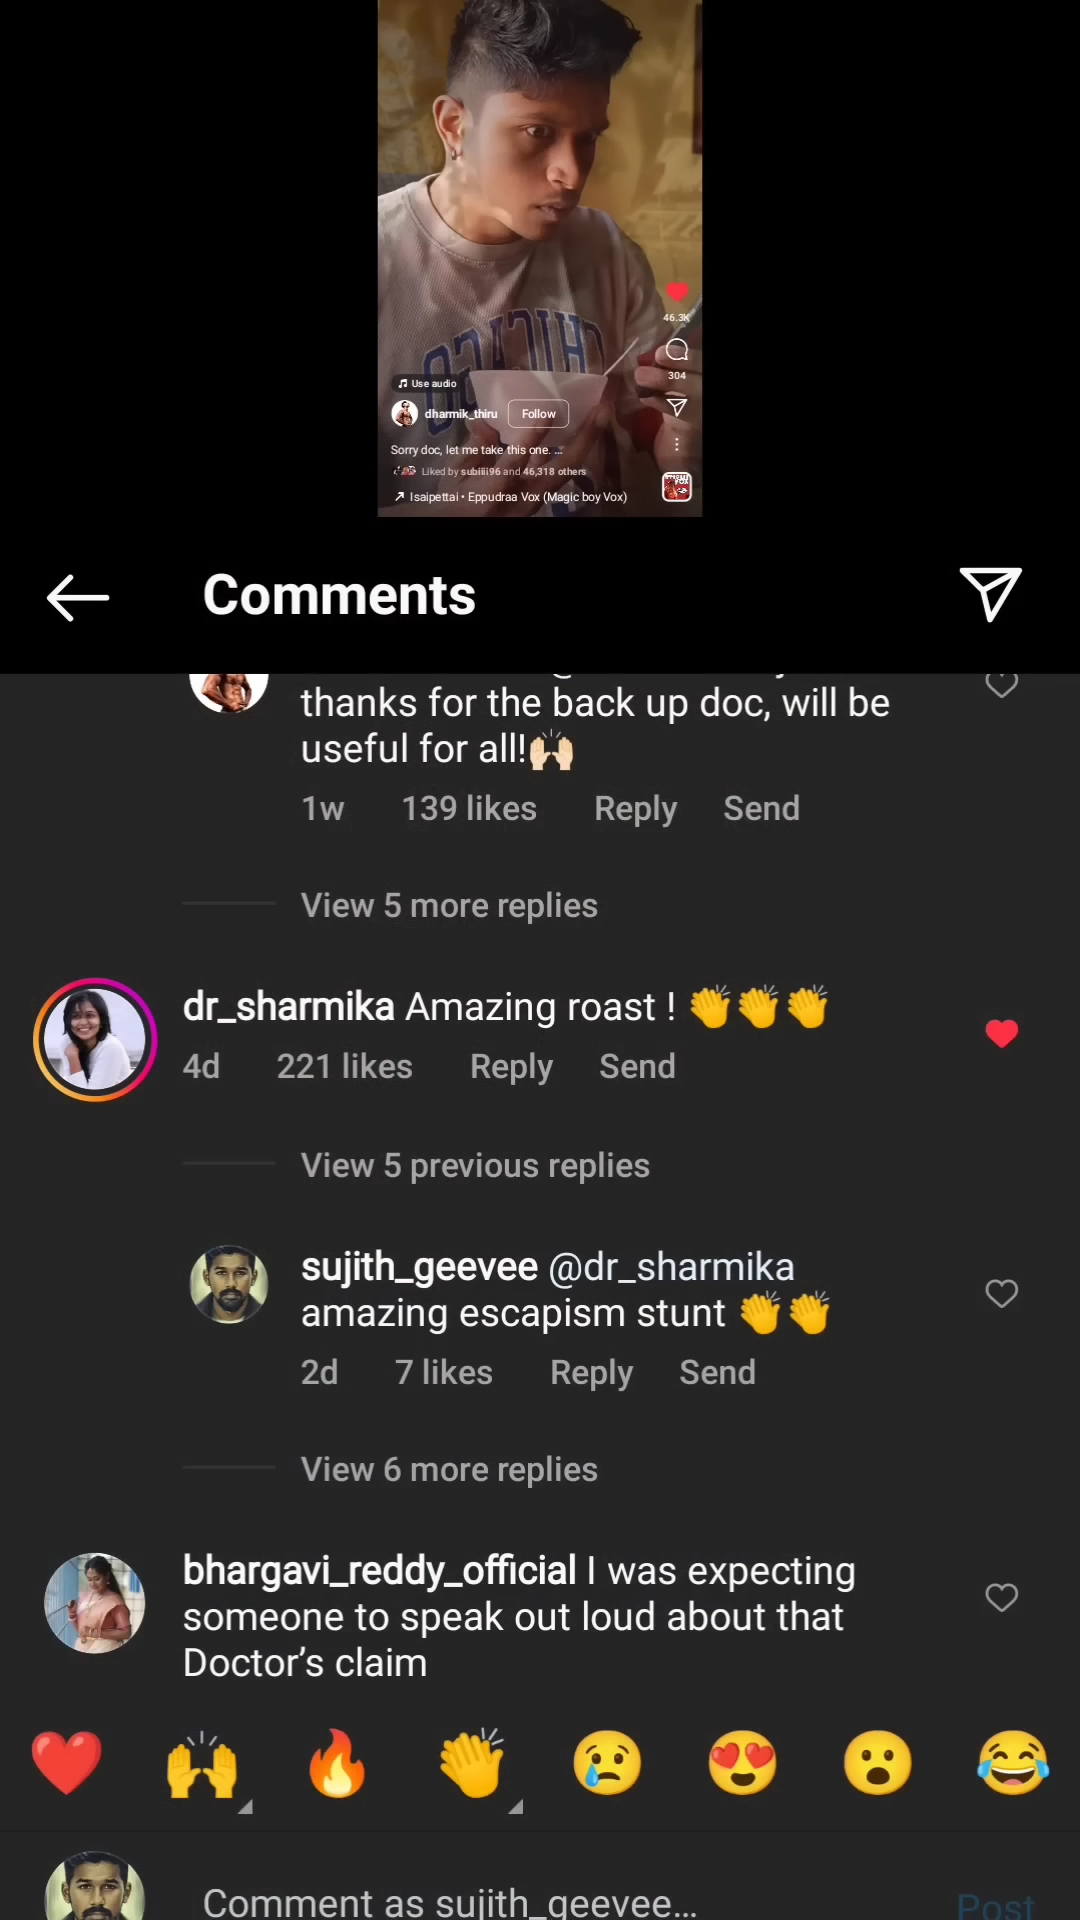 CHICAGO
46.3K
304
Use audio
dharmik_thiru Follow
Sorry doc, let me take this one. ...
Liked by subiiii96 and 46,318 others
Isaipettai • Eppudraa Vox (Magic boy Vox)
Comments
thanks for the back up doc, will be
useful for all!🙌🏻
1w 139 likes Reply Send
View 5 more replies
dr_sharmika Amazing roast ! 👏👏👏
4d 221 likes Reply Send
View 5 previous replies
sujith_geevee @dr_sharmika
amazing escapism stunt 👏👏
2d 7 likes Reply Send
View 6 more replies
bhargavi_reddy_official I was expecting
someone to speak out loud about that
Doctor’s claim
❤️ 🙌 🔥 👏 😢 😍 😮 😂
Comment as sujith_geevee... Post